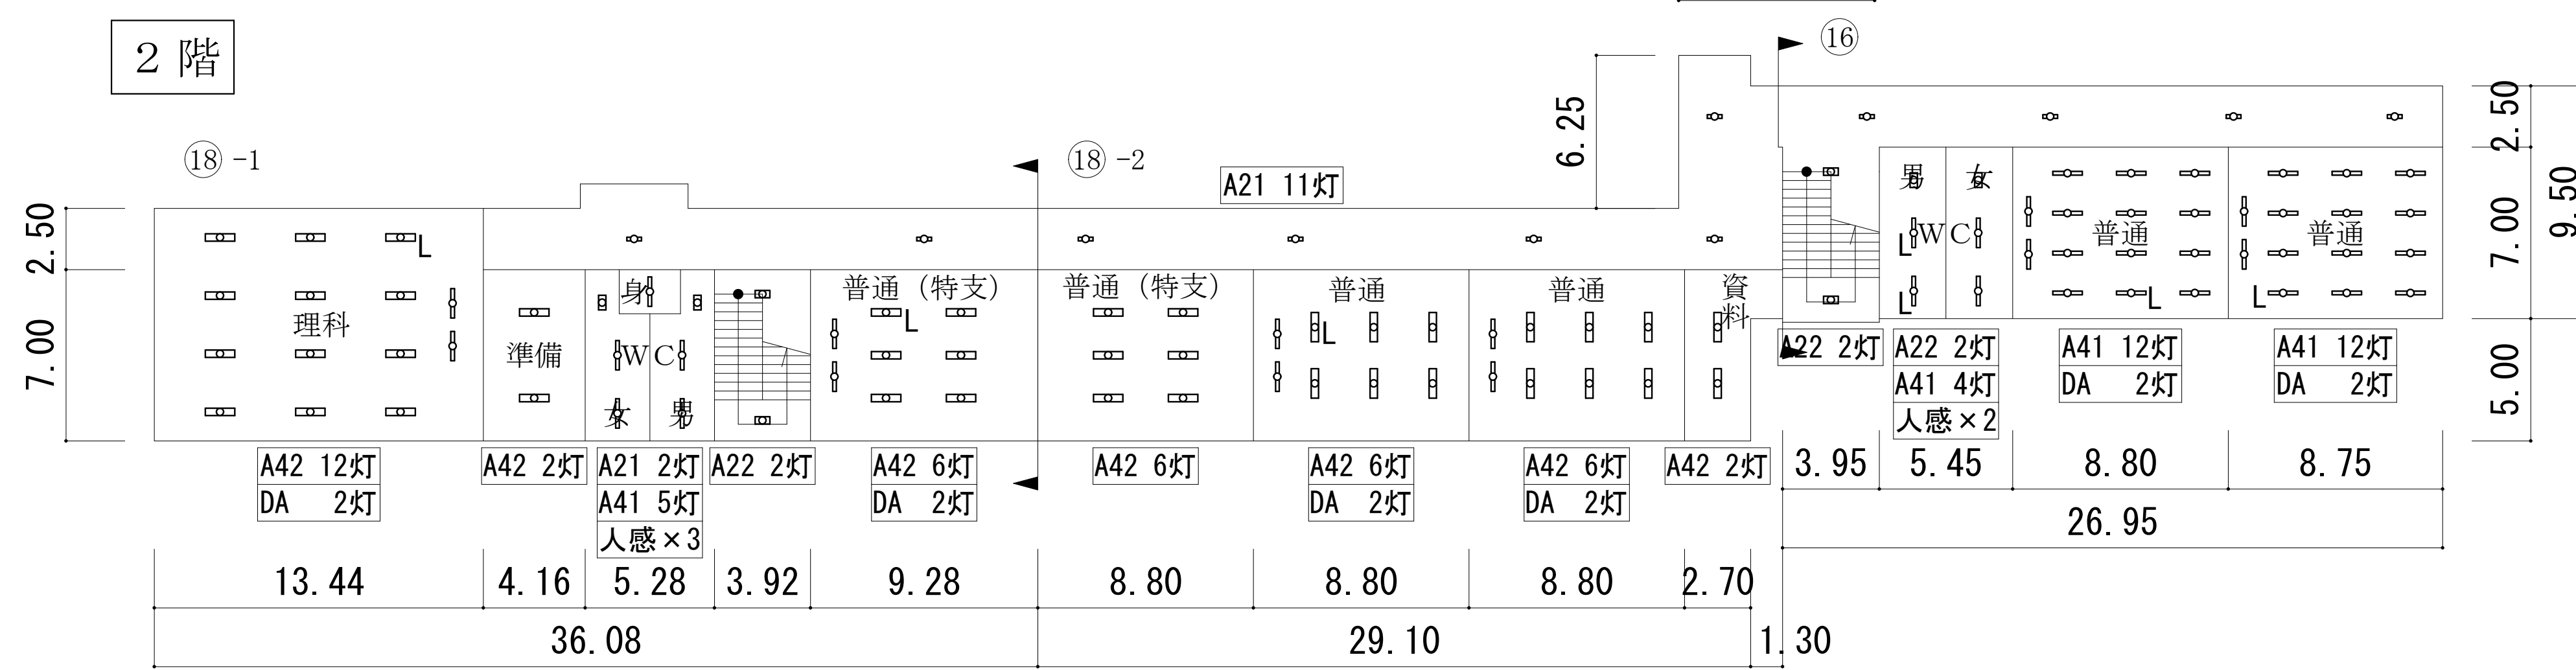 2 階
⑯
⑱ -1
⑱ -2
A21 11灯
6.25
2.50
7.00
2.50
7.00
9.50
5.00
L
理科
準備
身
W C
女 男
普通（特支）
L
普通（特支）
普通
L
普通
資料
男 女
L
W C
L
普通
L
普通
L
A42 12灯
DA 2灯
A42 2灯
A21 2灯
A41 5灯
人感×3
A22 2灯
A42 6灯
DA 2灯
A42 6灯
A42 6灯
DA 2灯
A42 6灯
DA 2灯
A42 2灯
A22 2灯
A22 2灯
A41 4灯
人感×2
A41 12灯
DA 2灯
A41 12灯
DA 2灯
3.95 5.45 8.80 8.75
26.95
13.44 4.16 5.28 3.92 9.28 8.80 8.80 8.80 2.70
36.08 29.10 1.30